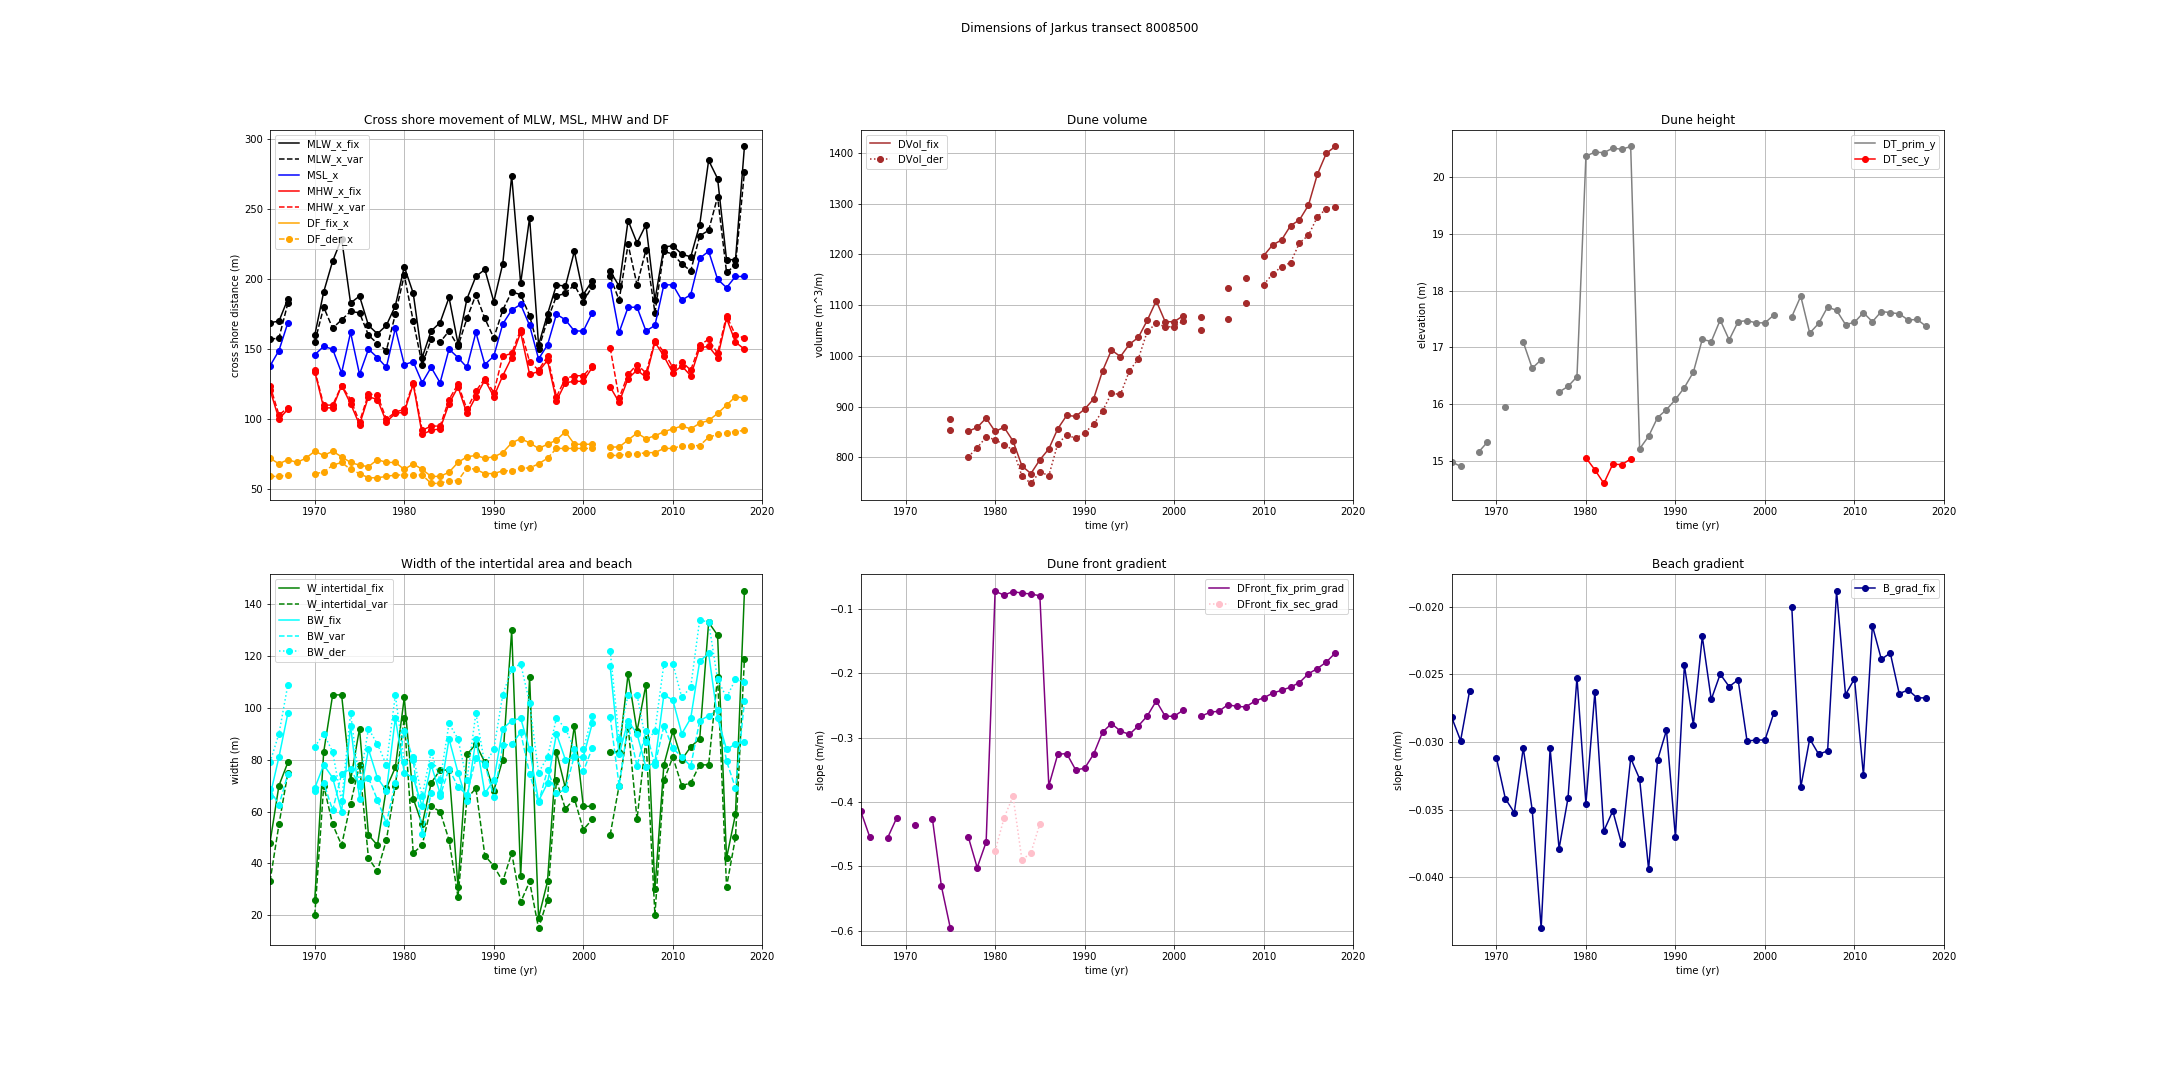 Dimensions of Jarkus transect 8008500
Cross shore movement of MLW, MSL, MHW and DF
300
250
200
150
100
50
cross shore distance (m)
MLW_x_fix
MLW_x_var
MSL_x
MHW_x_fix
MHW_x_var
DF_fix_x
DF_der_x
1970
1980
1990
2000
2010
2020
time (yr)
Dune volume
1400
1300
1200
1100
1000
900
800
volume (m^3/m)
DVol_fix
DVol_der
1970
1980
1990
2000
2010
2020
time (yr)
Dune height
20
19
18
17
16
15
elevation (m)
DT_prim_y
DT_sec_y
1970
1980
1990
2000
2010
2020
time (yr)
Width of the intertidal area and beach
140
120
100
80
60
40
20
width (m)
W_intertidal_fix
W_intertidal_var
BW_fix
BW_var
BW_der
1970
1980
1990
2000
2010
2020
time (yr)
Dune front gradient
−0.1
−0.2
−0.3
−0.4
−0.5
−0.6
slope (m/m)
DFront_fix_prim_grad
DFront_fix_sec_grad
1970
1980
1990
2000
2010
2020
time (yr)
Beach gradient
−0.020
−0.025
−0.030
−0.035
−0.040
slope (m/m)
B_grad_fix
1970
1980
1990
2000
2010
2020
time (yr)